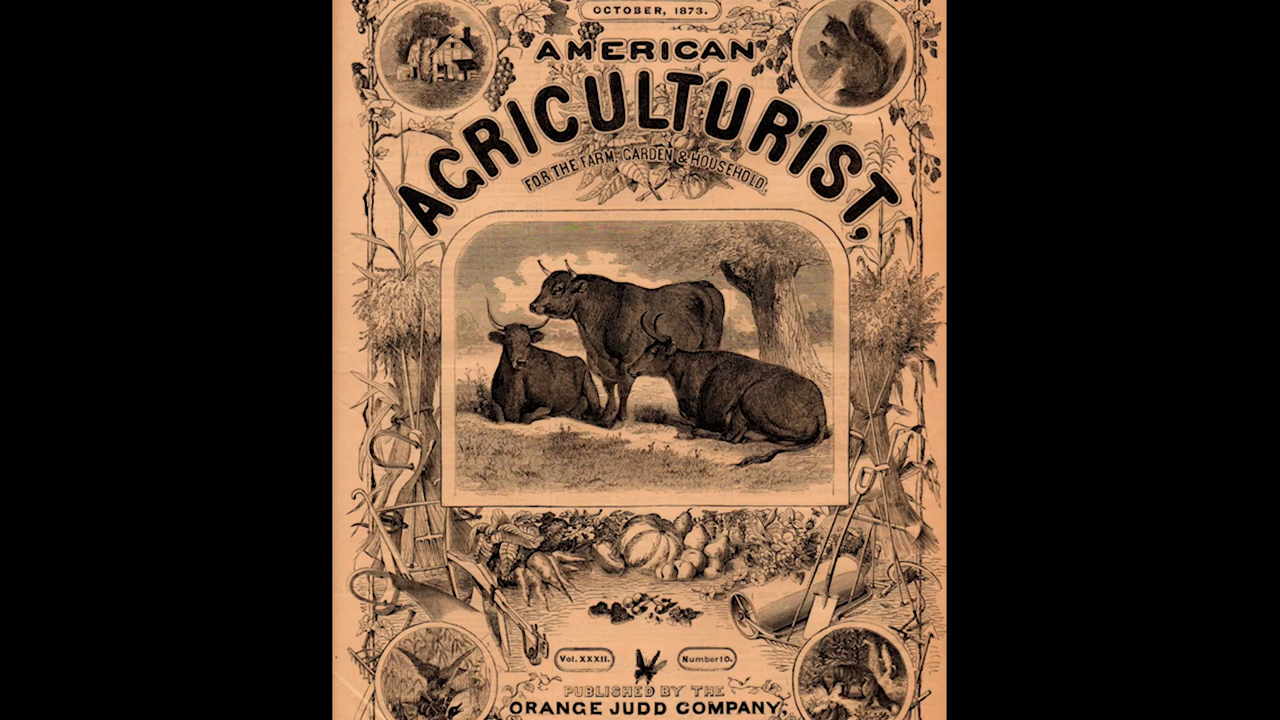 OCTOBER, 1873.
AMERICAN
AGRICULTURIST,
FOR THE FARM, GARDEN & HOUSEHOLD.
Vol. XXXII.
Number 10.
PUBLISHED BY THE
ORANGE JUDD COMPANY,